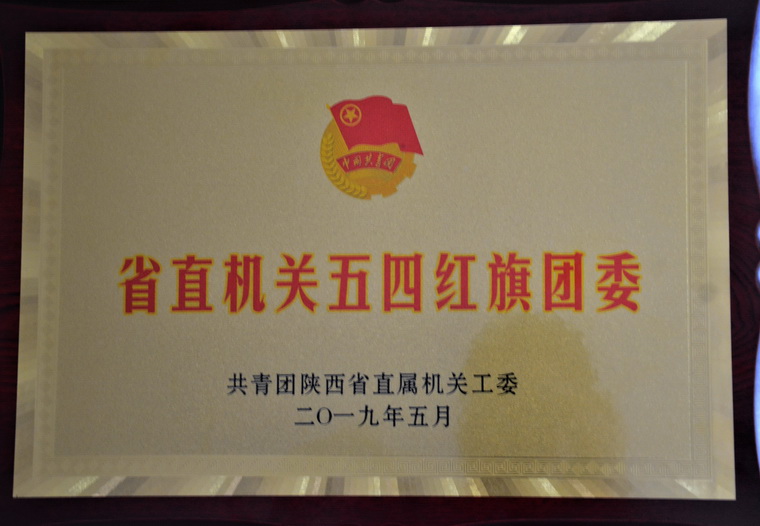 中国共青团
省直机关五四红旗团委
共青团陕西省直属机关工委
二〇一九年五月